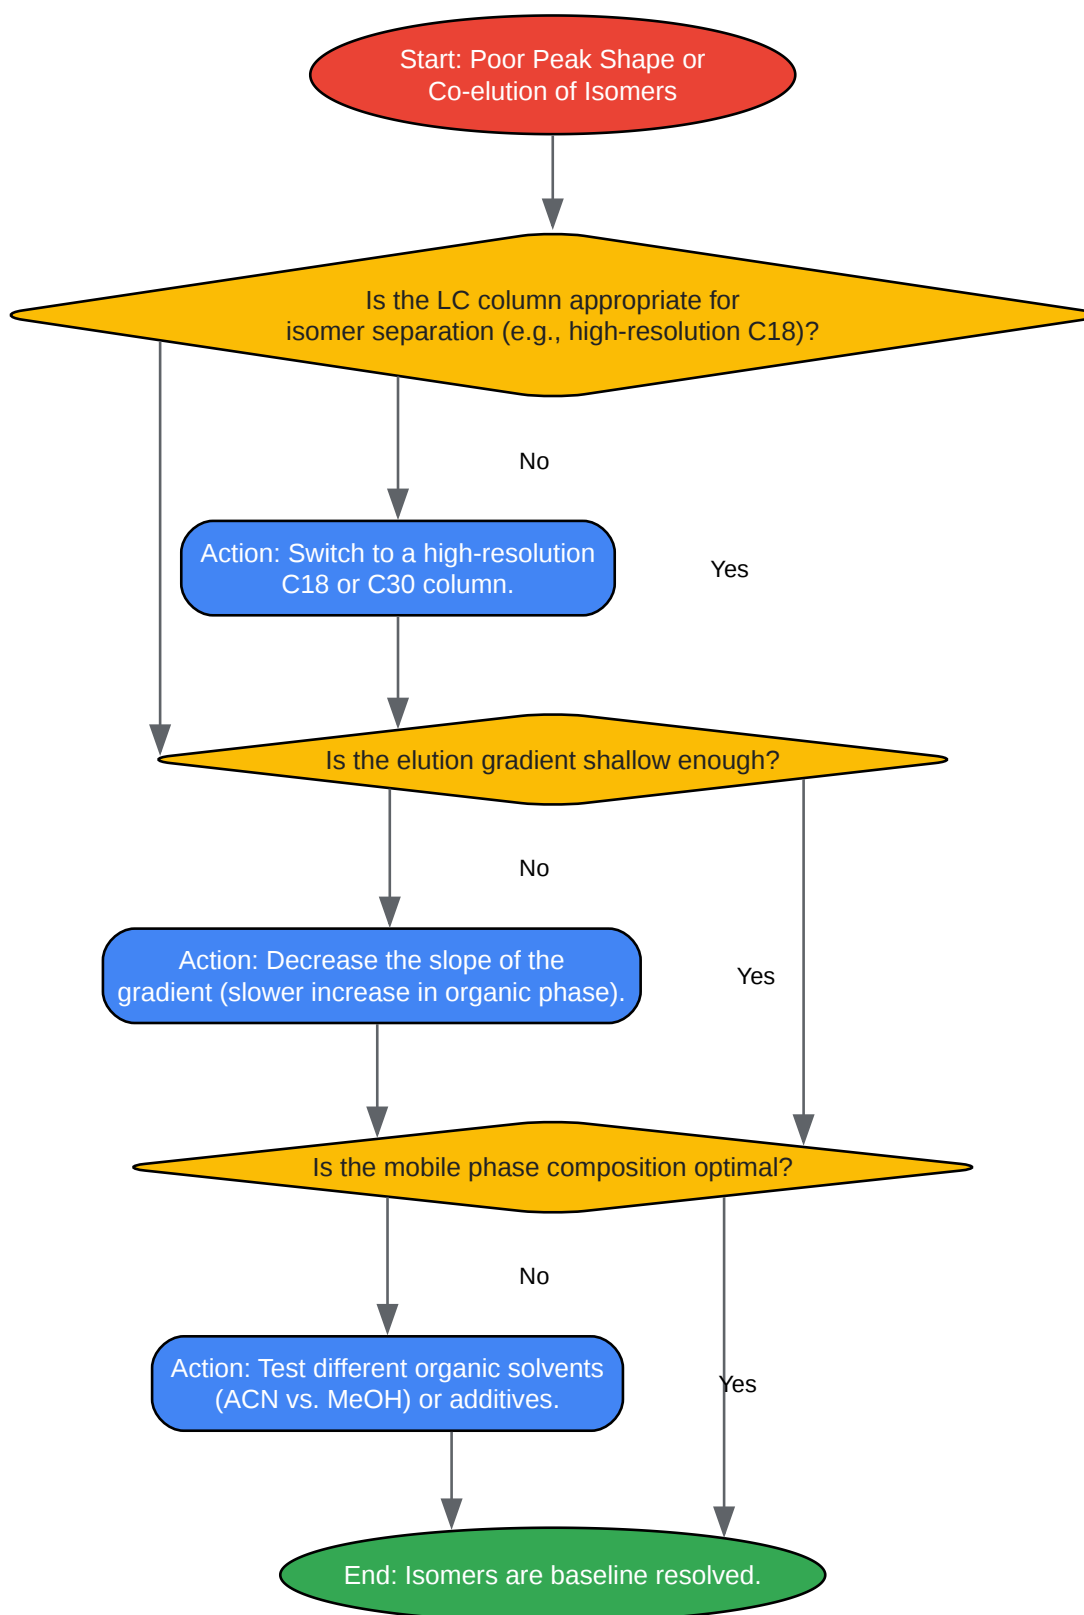 Start: Poor Peak Shape or
Co-elution of Isomers
Is the LC column appropriate for
isomer separation (e.g., high-resolution C18)?
No
Action: Switch to a high-resolution
C18 or C30 column.
Yes
Is the elution gradient shallow enough?
No
Action: Decrease the slope of the
gradient (slower increase in organic phase).
Yes
Is the mobile phase composition optimal?
No
Action: Test different organic solvents
(ACN vs. MeOH) or additives.
Yes
End: Isomers are baseline resolved.